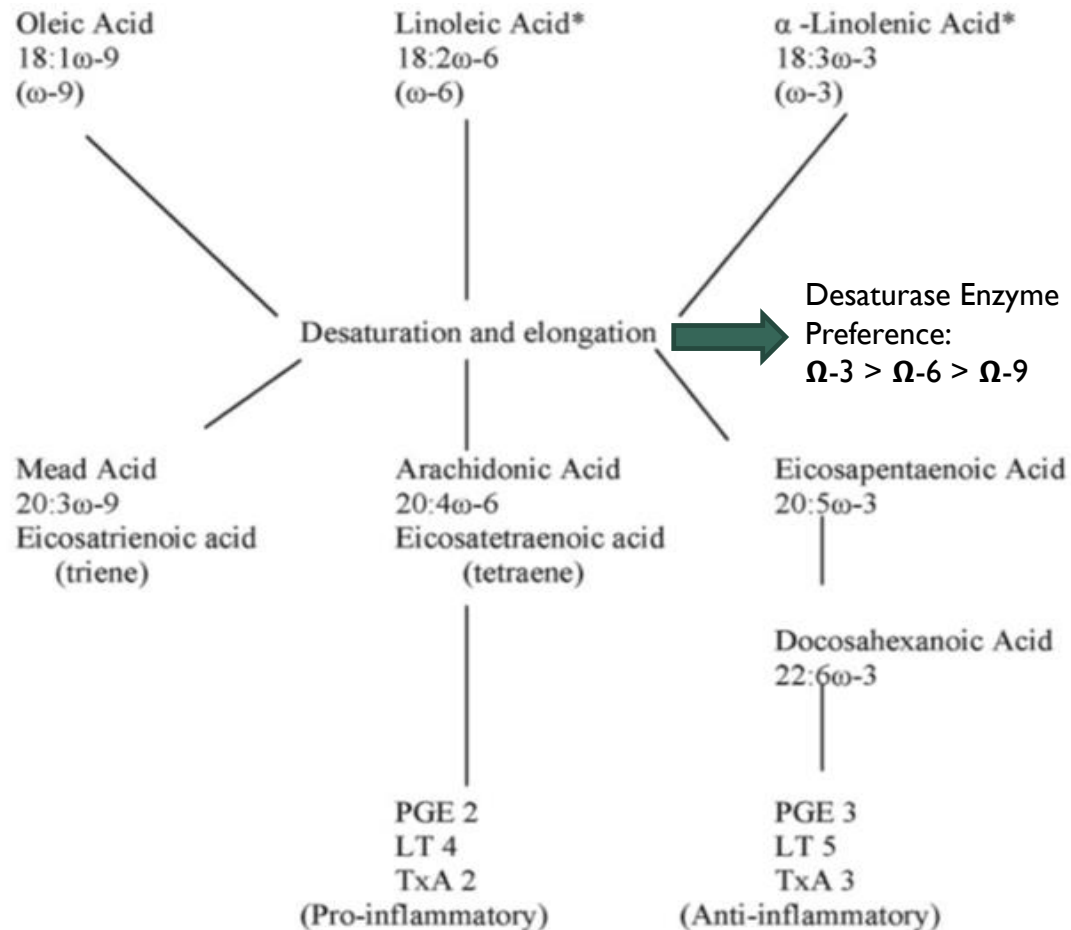 Oleic Acid
18:1ω-9
(ω-9)
Linoleic Acid*
18:2ω-6
(ω-6)
α -Linolenic Acid*
18:3ω-3
(ω-3)
Desaturation and elongation
Desaturase Enzyme
Preference:
Ω-3 > Ω-6 > Ω-9
Mead Acid
20:3ω-9
Eicosatrienoic acid
(triene)
Arachidonic Acid
20:4ω-6
Eicosatetraenoic acid
(tetraene)
Eicosapentaenoic Acid
20:5ω-3
Docosahexanoic Acid
22:6ω-3
PGE 2
LT 4
TxA 2
(Pro-inflammatory)
PGE 3
LT 5
TxA 3
(Anti-inflammatory)